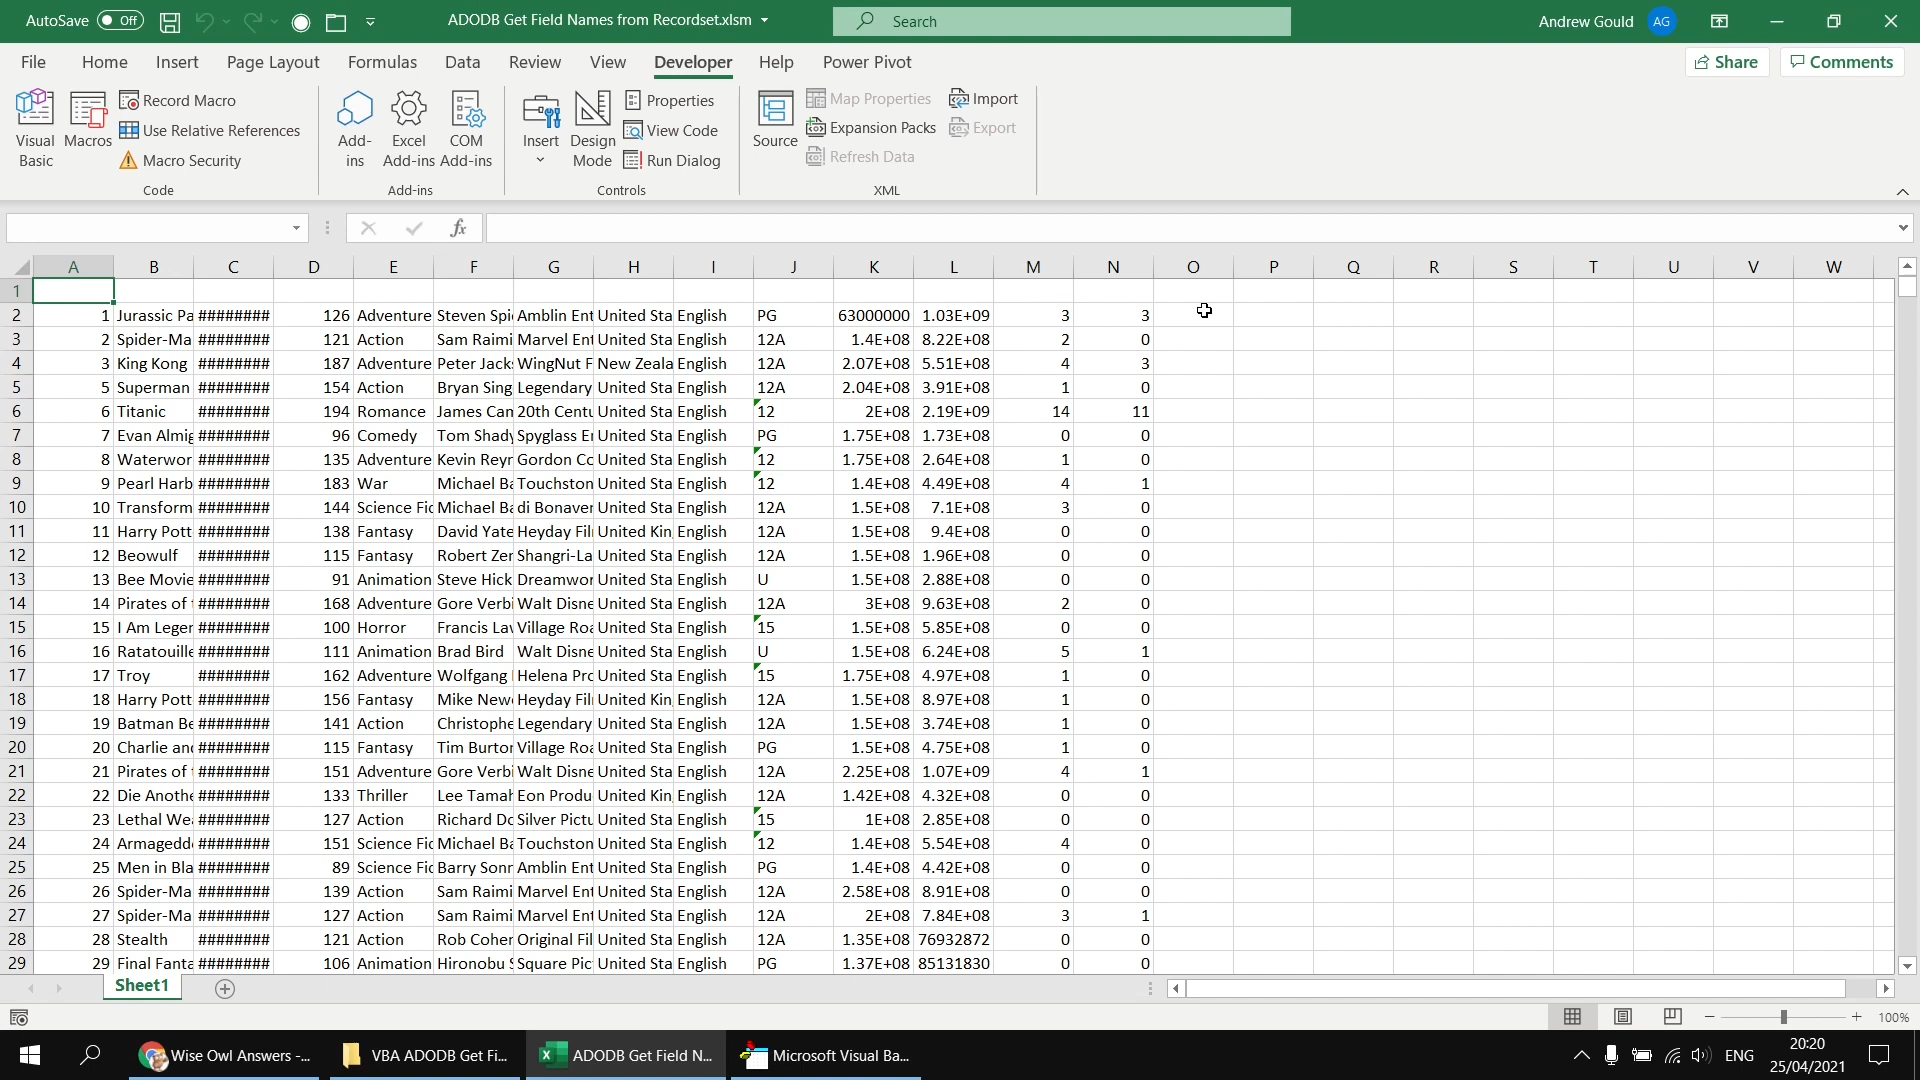 AutoSave Off ADODB Get Field Names from Recordset.xlsm Search Andrew Gould AG
File Home Insert Page Layout Formulas Data Review View Developer Help Power Pivot Share Comments
Visual Basic
Macros
Record Macro
Use Relative References
Macro Security
Code
Add-ins
Excel Add-ins
COM Add-ins
Add-ins
Insert
Design Mode
Properties
View Code
Run Dialog
Controls
Source
Map Properties
Expansion Packs
Refresh Data
Import
Export
XML
fx
A B C D E F G H I J K L M N O P Q R S T U V W
1
2 1 Jurassic Pa ######## 126 Adventure Steven Spi Amblin Ent United Sta English PG 63000000 1.03E+09 3 3
3 2 Spider-Ma ######## 121 Action Sam Raimi Marvel Ent United Sta English 12A 1.4E+08 8.22E+08 2 0
4 3 King Kong ######## 187 Adventure Peter Jack WingNut F New Zeala English 12A 2.07E+08 5.51E+08 4 3
5 5 Superman ######## 154 Action Bryan Sing Legendary United Sta English 12A 2.04E+08 3.91E+08 1 0
6 6 Titanic ######## 194 Romance James Can 20th Centu United Sta English 12 2E+08 2.19E+09 14 11
7 7 Evan Almig ######## 96 Comedy Tom Shady Spyglass E United Sta English PG 1.75E+08 1.73E+08 0 0
8 8 Waterwor ######## 135 Adventure Kevin Reyn Gordon Co United Sta English 12 1.75E+08 2.64E+08 1 0
9 9 Pearl Harb ######## 183 War Michael Ba Touchston United Sta English 12 1.4E+08 4.49E+08 4 1
10 10 Transform ######## 144 Science Fic Michael Ba di Bonaven United Sta English 12A 1.5E+08 7.1E+08 3 0
11 11 Harry Pott ######## 138 Fantasy David Yate Heyday Fil United Kin English 12A 1.5E+08 9.4E+08 0 0
12 12 Beowulf ######## 115 Fantasy Robert Zem Shangri-La United Sta English 12A 1.5E+08 1.96E+08 0 0
13 13 Bee Movie ######## 91 Animation Steve Hick Dreamwor United Sta English U 1.5E+08 2.88E+08 0 0
14 14 Pirates of ######## 168 Adventure Gore Verbi Walt Disne United Sta English 12A 3E+08 9.63E+08 2 0
15 15 I Am Legen ######## 100 Horror Francis Law Village Roa United Sta English 15 1.5E+08 5.85E+08 0 0
16 16 Ratatouille ######## 111 Animation Brad Bird Walt Disne United Sta English U 1.5E+08 6.24E+08 5 1
17 17 Troy ######## 162 Adventure Wolfgang Helena Pro United Sta English 15 1.75E+08 4.97E+08 1 0
18 18 Harry Pott ######## 156 Fantasy Mike Newe Heyday Fil United Kin English 12A 1.5E+08 8.97E+08 1 0
19 19 Batman Be ######## 141 Action Christophe Legendary United Sta English 12A 1.5E+08 3.74E+08 1 0
20 20 Charlie and ######## 115 Fantasy Tim Burton Village Roa United Sta English PG 1.5E+08 4.75E+08 1 0
21 21 Pirates of ######## 151 Adventure Gore Verbi Walt Disne United Sta English 12A 2.25E+08 1.07E+09 4 1
22 22 Die Anothe ######## 133 Thriller Lee Tamah Eon Produ United Kin English 12A 1.42E+08 4.32E+08 0 0
23 23 Lethal Wea ######## 127 Action Richard Do Silver Pictu United Sta English 15 1E+08 2.85E+08 0 0
24 24 Armagedd ######## 151 Science Fic Michael Ba Touchston United Sta English 12 1.4E+08 5.54E+08 4 0
25 25 Men in Bla ######## 89 Science Fic Barry Sonn Amblin Ent United Sta English PG 1.4E+08 4.42E+08 0 0
26 26 Spider-Ma ######## 139 Action Sam Raimi Marvel Ent United Sta English 12A 2.58E+08 8.91E+08 0 0
27 27 Spider-Ma ######## 127 Action Sam Raimi Marvel Ent United Sta English 12A 2E+08 7.84E+08 3 1
28 28 Stealth ######## 121 Action Rob Cohen Original Fil United Sta English 12A 1.35E+08 76932872 0 0
29 29 Final Fanta ######## 106 Animation Hironobu S Square Pic United Sta English PG 1.37E+08 85131830 0 0
Sheet1
100%
Wise Owl Answers -... VBA ADODB Get Fi... ADODB Get Field N... Microsoft Visual Ba... ENG 20:20
25/04/2021